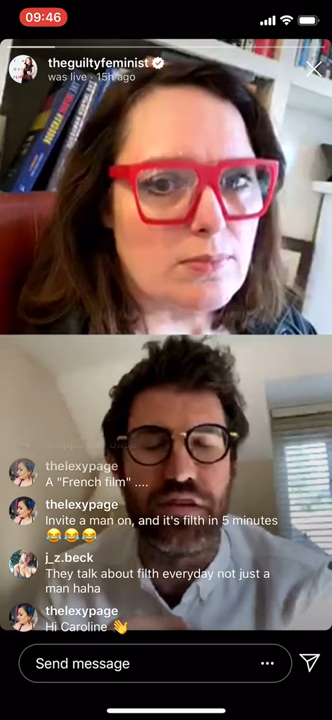 09:46
theguiltyfeminist
was live · 15h ago
thelexypage
A "French film" ....
thelexypage
Invite a man on, and it's filth in 5 minutes
😂😂😂
j_z.beck
They talk about filth everyday not just a
man haha
thelexypage
Hi Caroline 👋
Send message